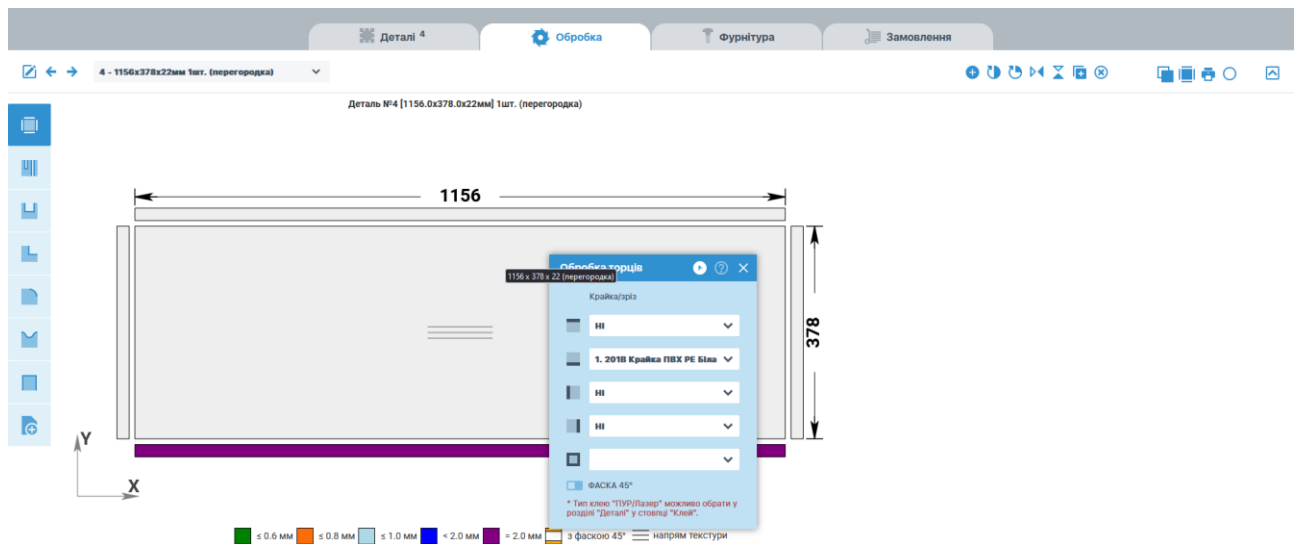 Деталі 4
Обробка
Фурнітура
Замовлення
4 - 1156x378x22мм 1шт. (перегородка)
Деталь №4 [1156.0x378.0x22мм] 1шт. (перегородка)
1156
Обробка торців
1156 x 378 x 22 (перегородка)
Крайка/зріз
НІ
1. 201B Крайка ПВХ PE Біла
НІ
НІ
378
Y
X
ФАСКА 45°
* Тип клею "ПУР/Лазер" можливо обрати у
розділі "Деталі" у стовпці "Клей".
≤ 0.6 мм ≤ 0.8 мм ≤ 1.0 мм < 2.0 мм = 2.0 мм з фаскою 45° напрям текстури